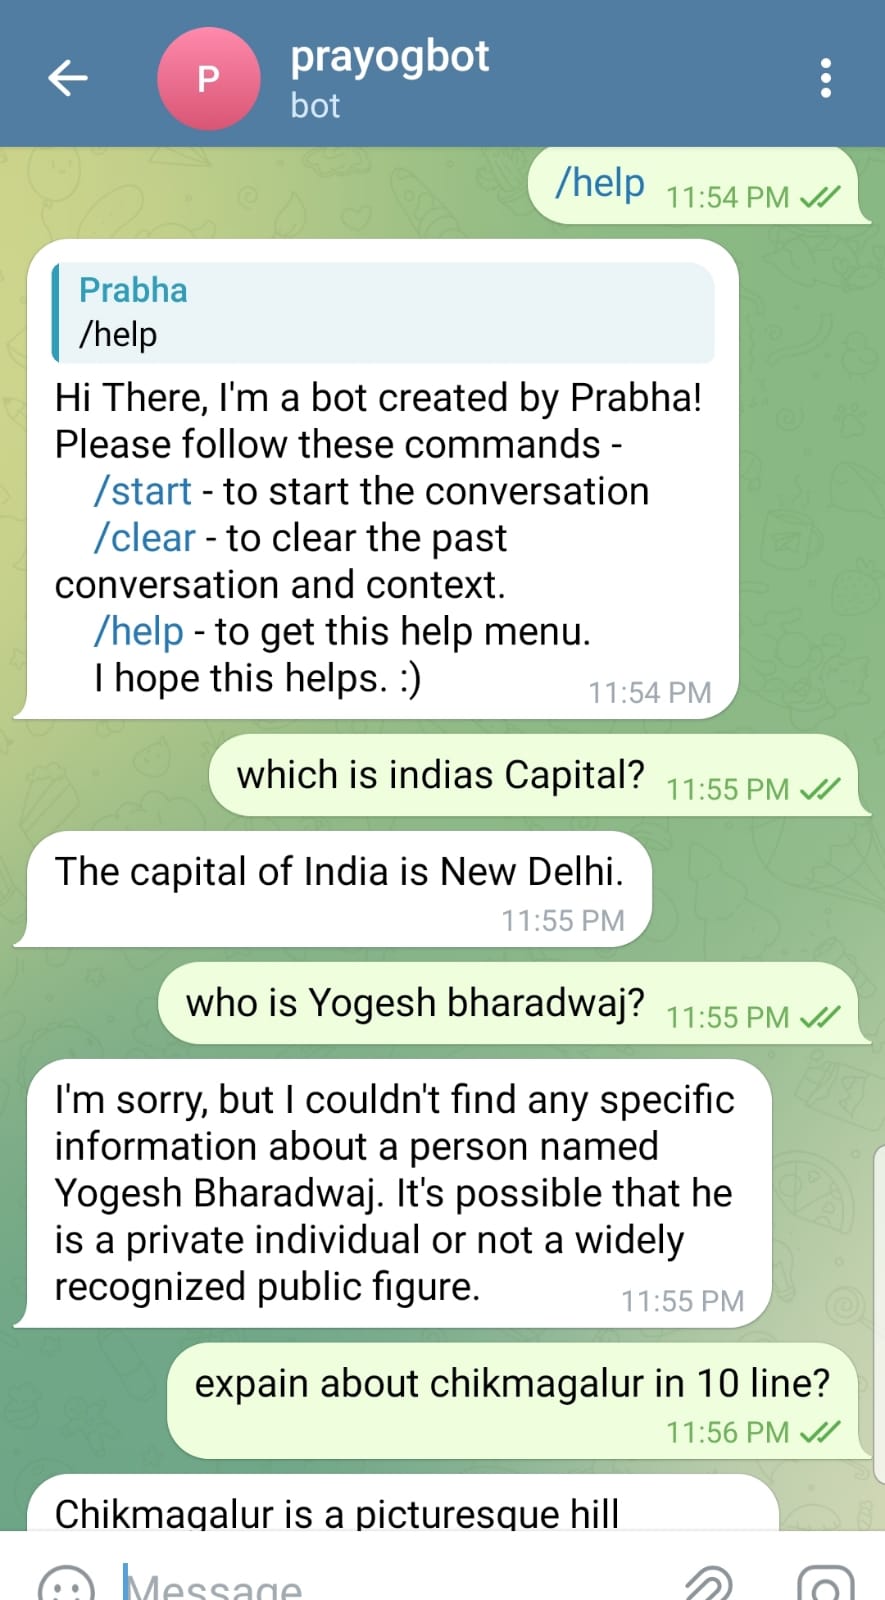 P
prayogbot
bot
/help 11:54 PM
Prabha
/help
Hi There, I'm a bot created by Prabha!
Please follow these commands -
/start - to start the conversation
/clear - to clear the past
conversation and context.
/help - to get this help menu.
I hope this helps. :)
11:54 PM
which is indias Capital? 11:55 PM
The capital of India is New Delhi.
11:55 PM
who is Yogesh bharadwaj? 11:55 PM
I'm sorry, but I couldn't find any specific
information about a person named
Yogesh Bharadwaj. It's possible that he
is a private individual or not a widely
recognized public figure.
11:55 PM
expain about chikmagalur in 10 line?
11:56 PM
Chikmagalur is a picturesque hill
Message